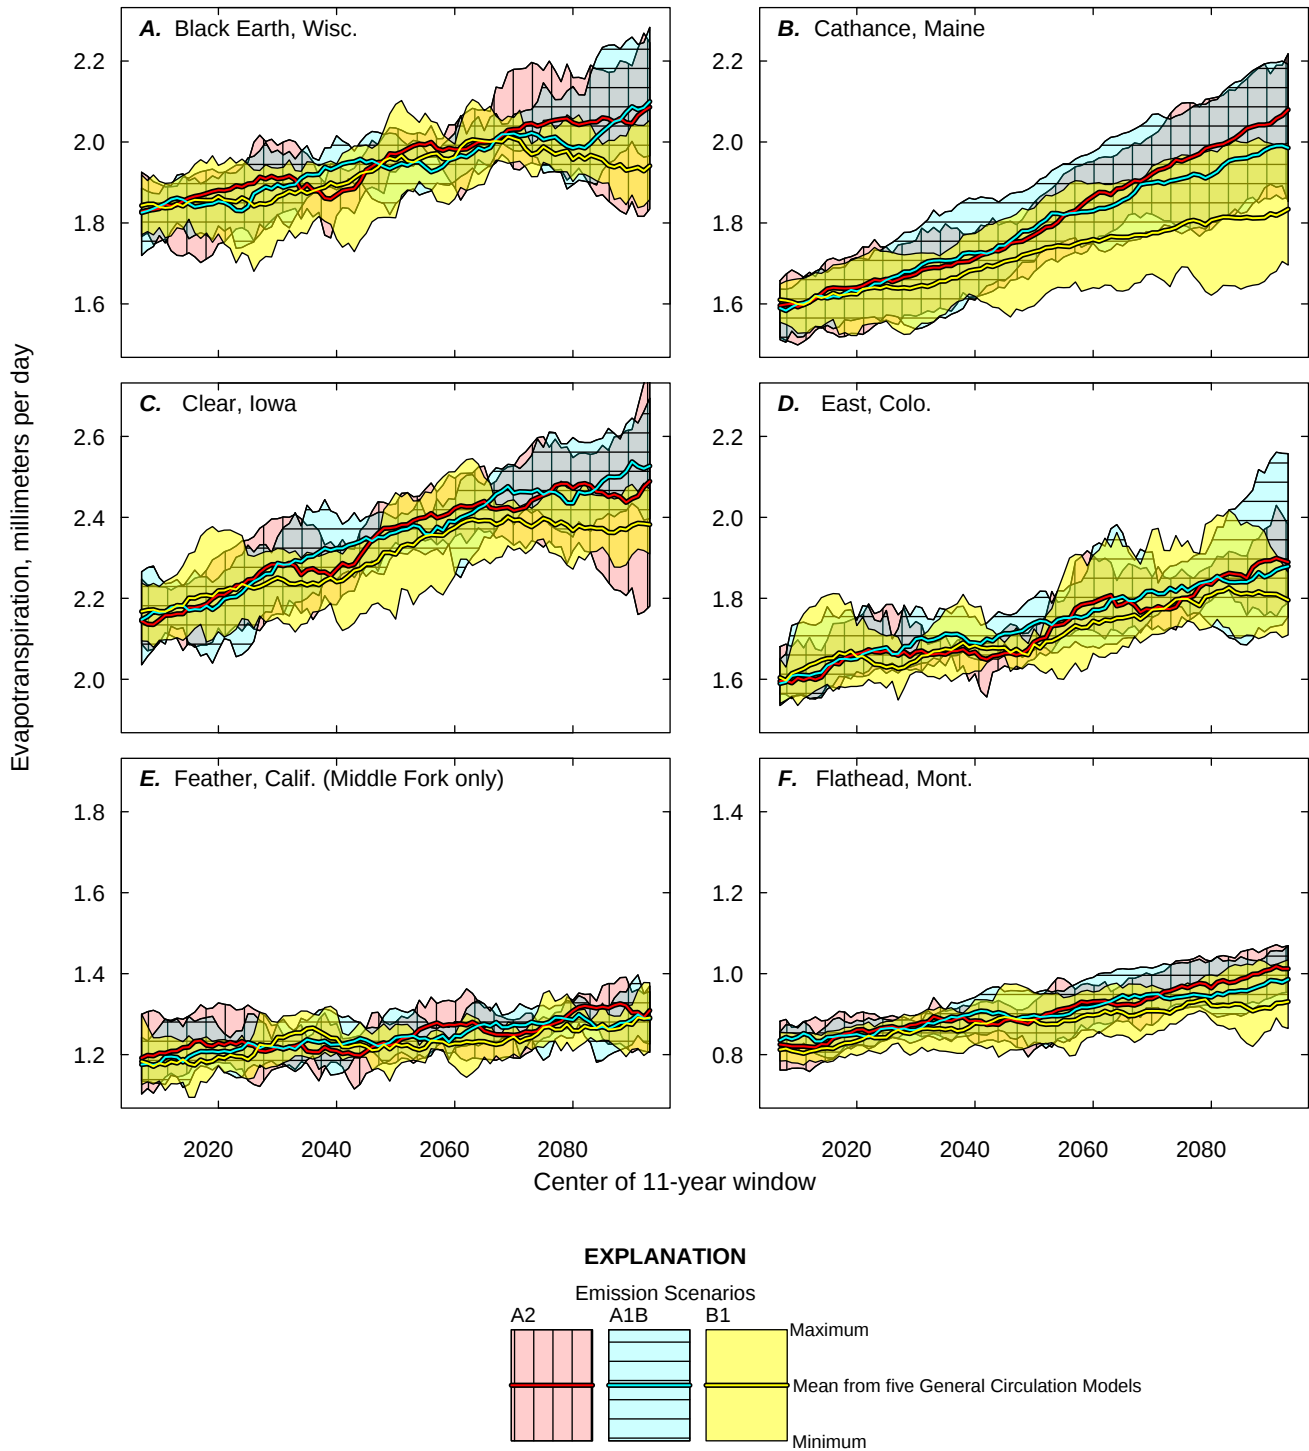 A. Black Earth, Wisc.
B. Cathance, Maine
2.2
2.0
1.8
1.6
2.2
2.0
1.8
1.6
C. Clear, Iowa
D. East, Colo.
2.6
2.4
2.2
2.0
2.2
2.0
1.8
1.6
Evapotranspiration, millimeters per day
E. Feather, Calif. (Middle Fork only)
F. Flathead, Mont.
1.8
1.6
1.4
1.2
1.4
1.2
1.0
0.8
2020 2040 2060 2080
2020 2040 2060 2080
Center of 11-year window
EXPLANATION
Emission Scenarios
A2 A1B B1
Maximum
Mean from five General Circulation Models
Minimum